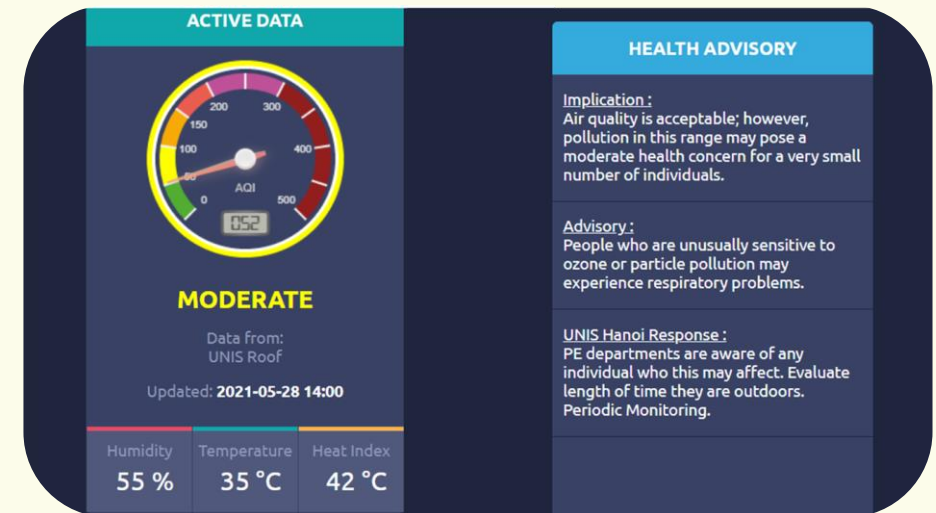 ACTIVE DATA
200
300
150
100
400
50
AQI
0
500
052
MODERATE
Data from:
UNIS Roof
Updated: 2021-05-28 14:00
Humidity
Temperature
Heat Index
55 %
35 °C
42 °C
HEALTH ADVISORY
Implication :
Air quality is acceptable; however,
pollution in this range may pose a
moderate health concern for a very small
number of individuals.
Advisory :
People who are unusually sensitive to
ozone or particle pollution may
experience respiratory problems.
UNIS Hanoi Response :
PE departments are aware of any
individual who this may affect. Evaluate
length of time they are outdoors.
Periodic Monitoring.